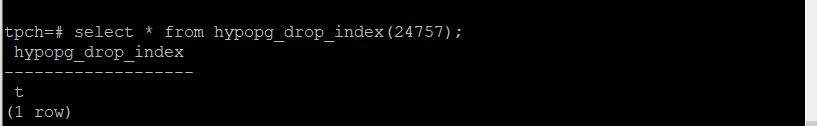 tpch=# select * from hypopg_drop_index(24757);
hypopg_drop_index
-------------------
t
(1 row)